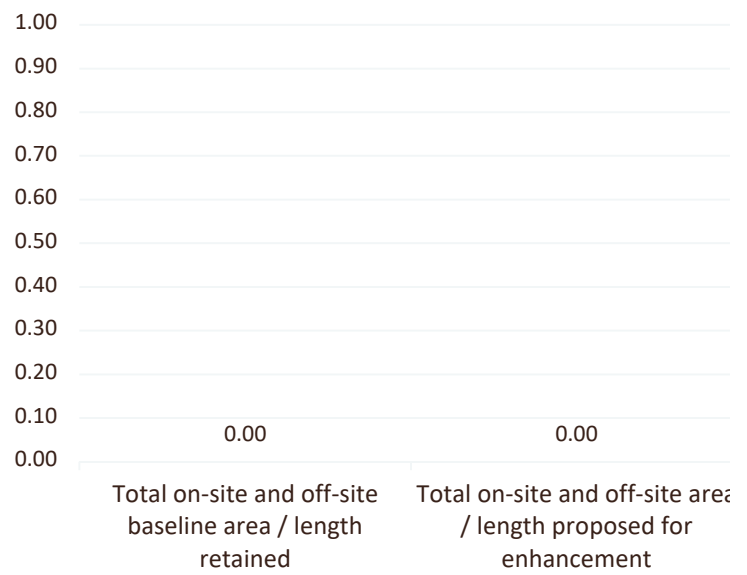 1.00
0.90
0.80
0.70
0.60
0.50
0.40
0.30
0.20
0.10
0.00
0.00
0.00
Total on-site and off-site
baseline area / length
retained
Total on-site and off-site area
/ length proposed for
enhancement